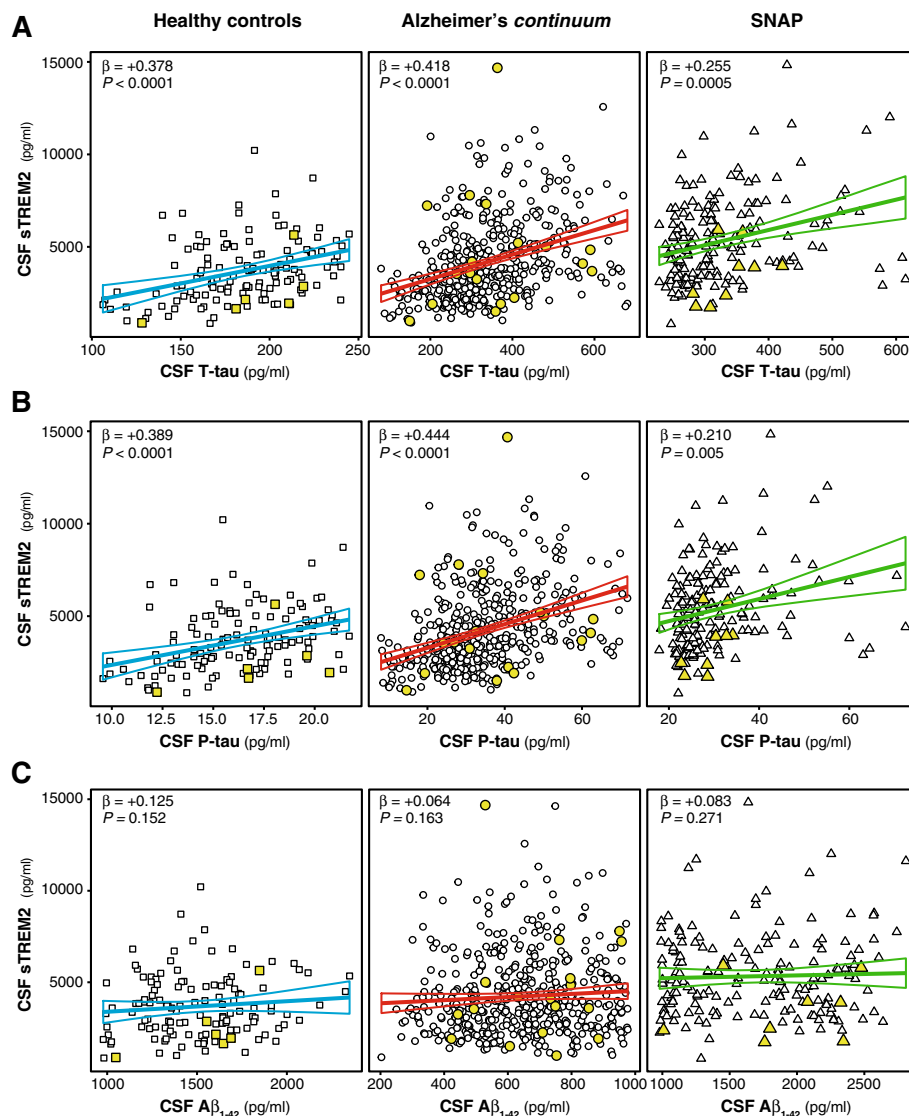 Healthy controls Alzheimer's continuum SNAP
A
β = +0.378
P < 0.0001
β = +0.418
P < 0.0001
β = +0.255
P = 0.0005
15000
10000
5000
0
CSF sTREM2 (pg/ml)
100 150 200 250
200 400 600
300 400 500 600
CSF T-tau (pg/ml)
CSF T-tau (pg/ml)
CSF T-tau (pg/ml)
B
β = +0.389
P < 0.0001
β = +0.444
P < 0.0001
β = +0.210
P = 0.005
15000
10000
5000
0
CSF sTREM2 (pg/ml)
10.0 12.5 15.0 17.5 20.0
20 40 60
20 40 60
CSF P-tau (pg/ml)
CSF P-tau (pg/ml)
CSF P-tau (pg/ml)
C
β = +0.125
P = 0.152
β = +0.064
P = 0.163
β = +0.083
P = 0.271
15000
10000
5000
0
CSF sTREM2 (pg/ml)
1000 1500 2000
200 400 600 800 1000
1000 1500 2000 2500
CSF Aβ1-42 (pg/ml)
CSF Aβ1-42 (pg/ml)
CSF Aβ1-42 (pg/ml)